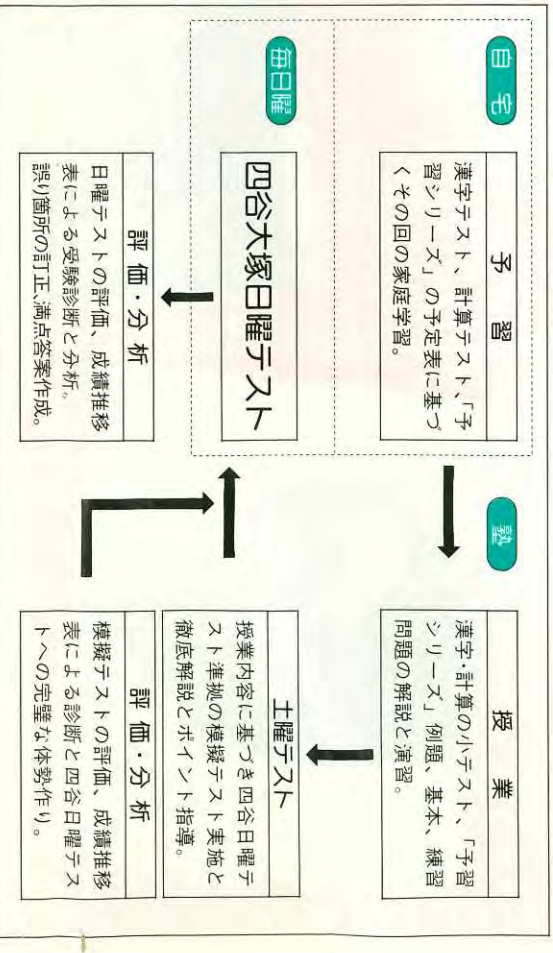 自宅
予習
漢字テスト、計算テスト、「予
習シリーズ」の予定表に基づ
くその回の家庭学習。
毎日曜
四谷大塚日曜テスト
評価・分析
日曜テストの評価、成績推移
表による受験診断と分析。
誤り箇所の訂正、満点答案作成。
塾
授業
漢字・計算の小テスト、「予習
シリーズ」例題、基本、練習
問題の解説と演習。
土曜テスト
授業内容に基づき四谷日曜テ
スト準拠の模擬テスト実施と
徹底解説とポイント指導。
評価・分析
模擬テストの評価、成績推移
表による診断と四谷日曜テス
トへの完璧な体勢作り。